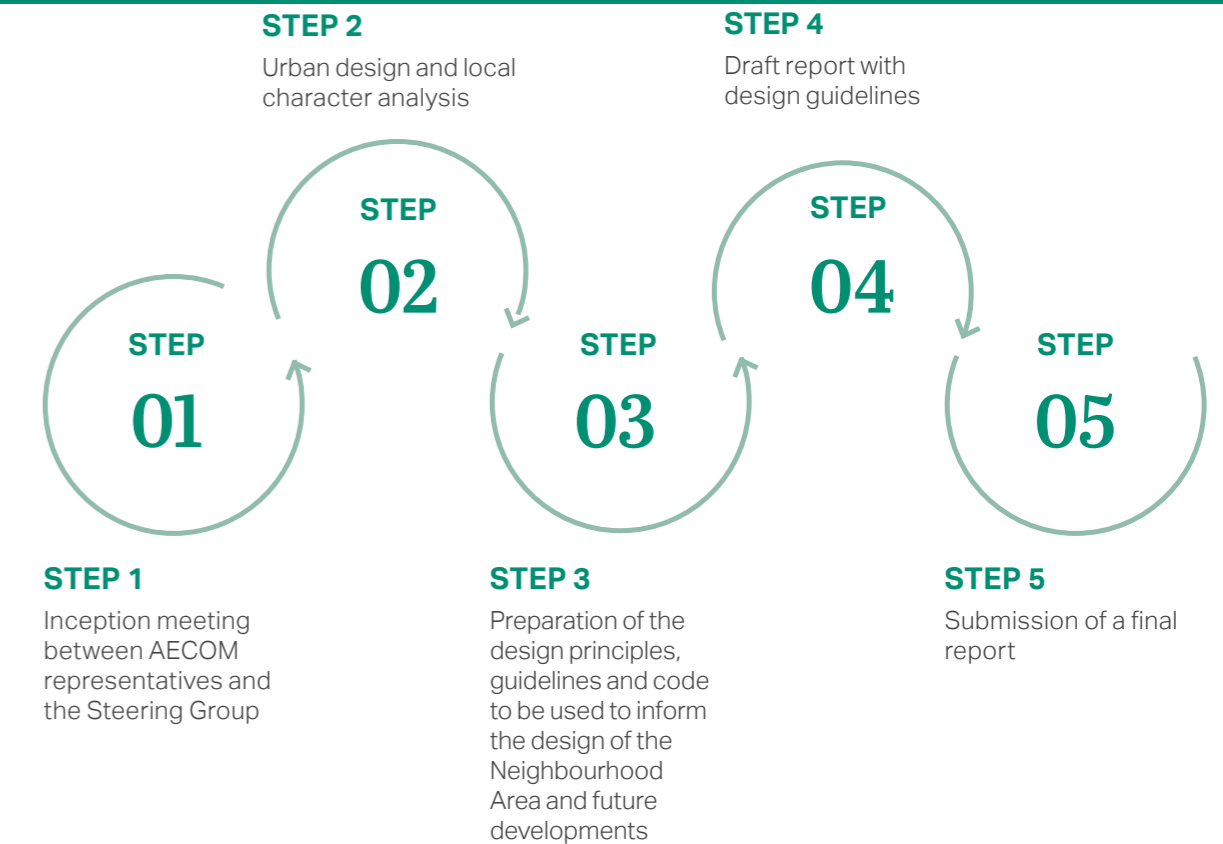 STEP 2
Urban design and local
character analysis
STEP 4
Draft report with
design guidelines
STEP
01
STEP
02
STEP
03
STEP
04
STEP
05
STEP 1
Inception meeting
between AECOM
representatives and
the Steering Group
STEP 3
Preparation of the
design principles,
guidelines and code
to be used to inform
the design of the
Neighbourhood
Area and future
developments
STEP 5
Submission of a final
report